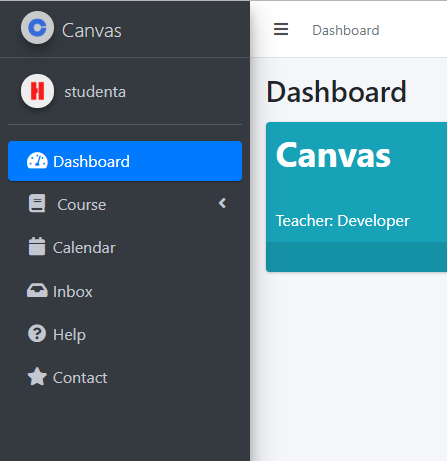 Canvas
Dashboard
studenta
Dashboard
Canvas
Teacher: Developer
Dashboard
Course
Calendar
Inbox
Help
Contact